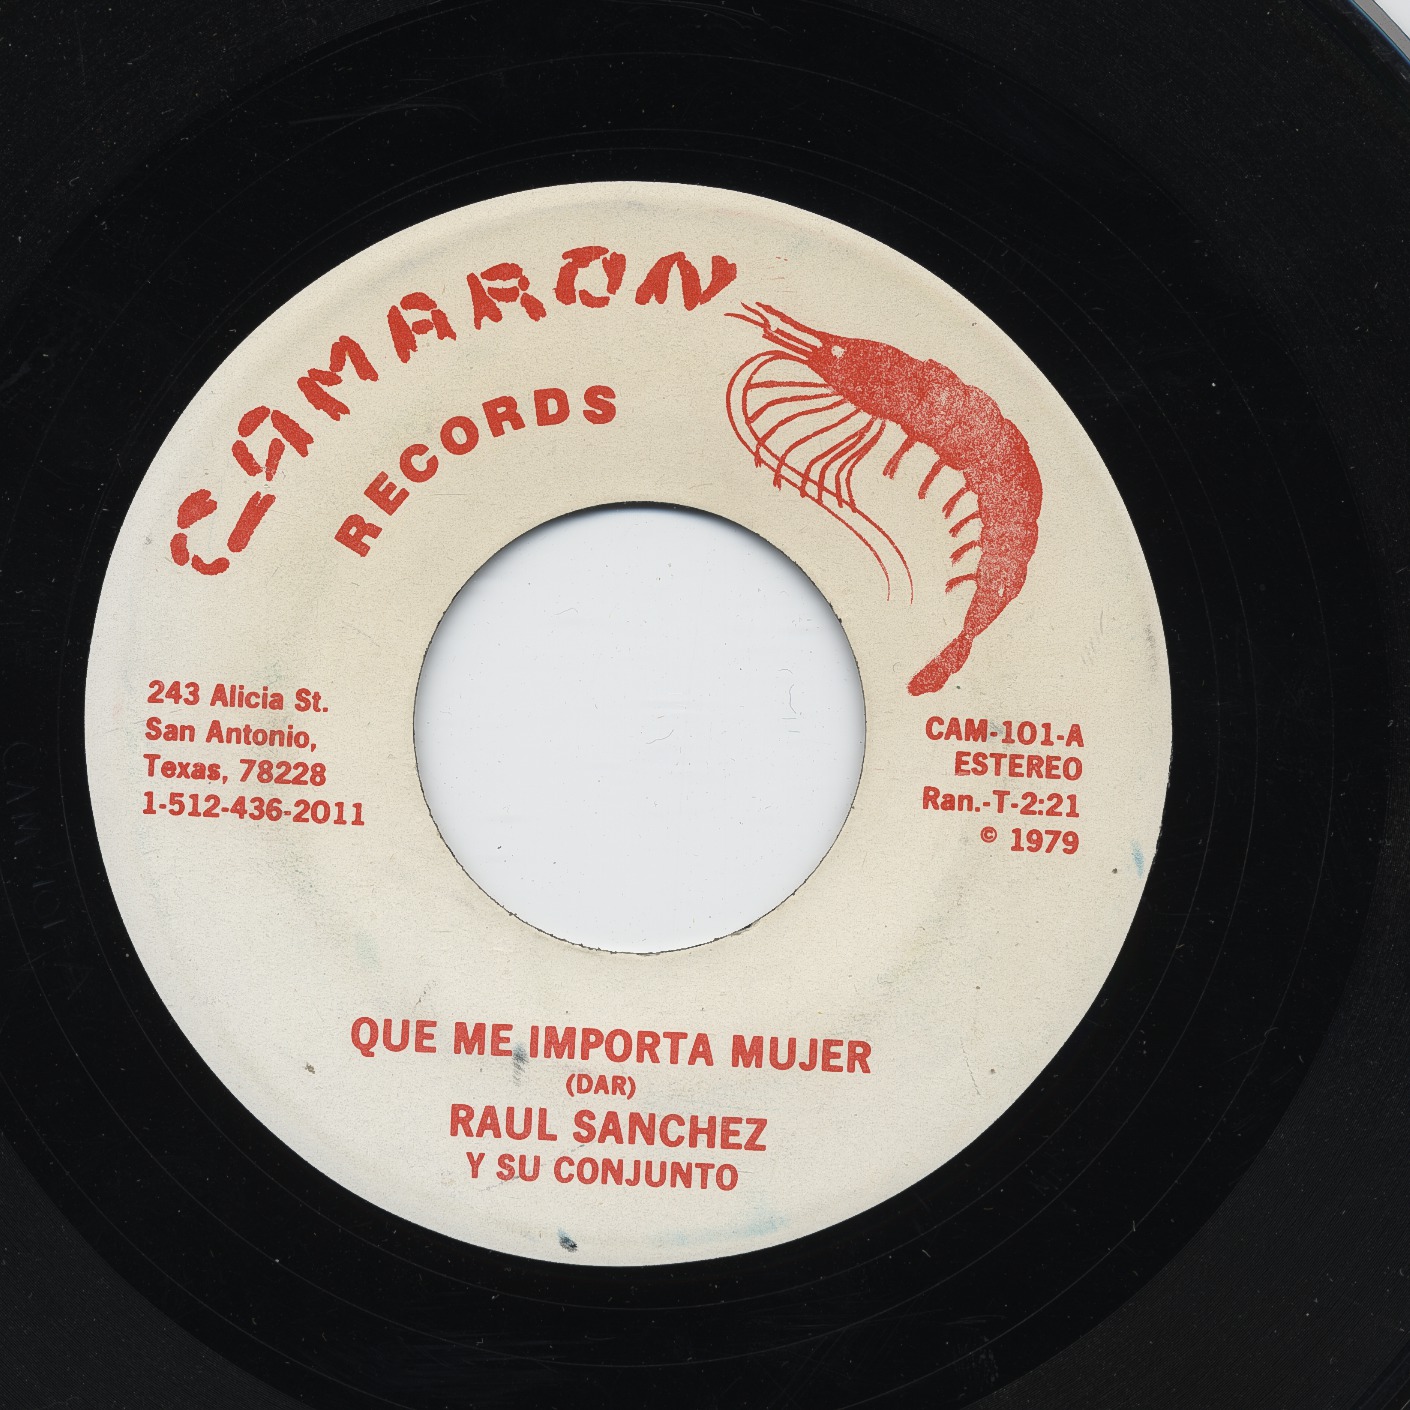 CAMARON
RECORDS
243 Alicia St.
San Antonio,
Texas, 78228
1-512-436-2011
CAM-101-A
ESTEREO
Ran.-T-2:21
© 1979
QUE ME IMPORTA MUJER
(DAR)
RAUL SANCHEZ
Y SU CONJUNTO